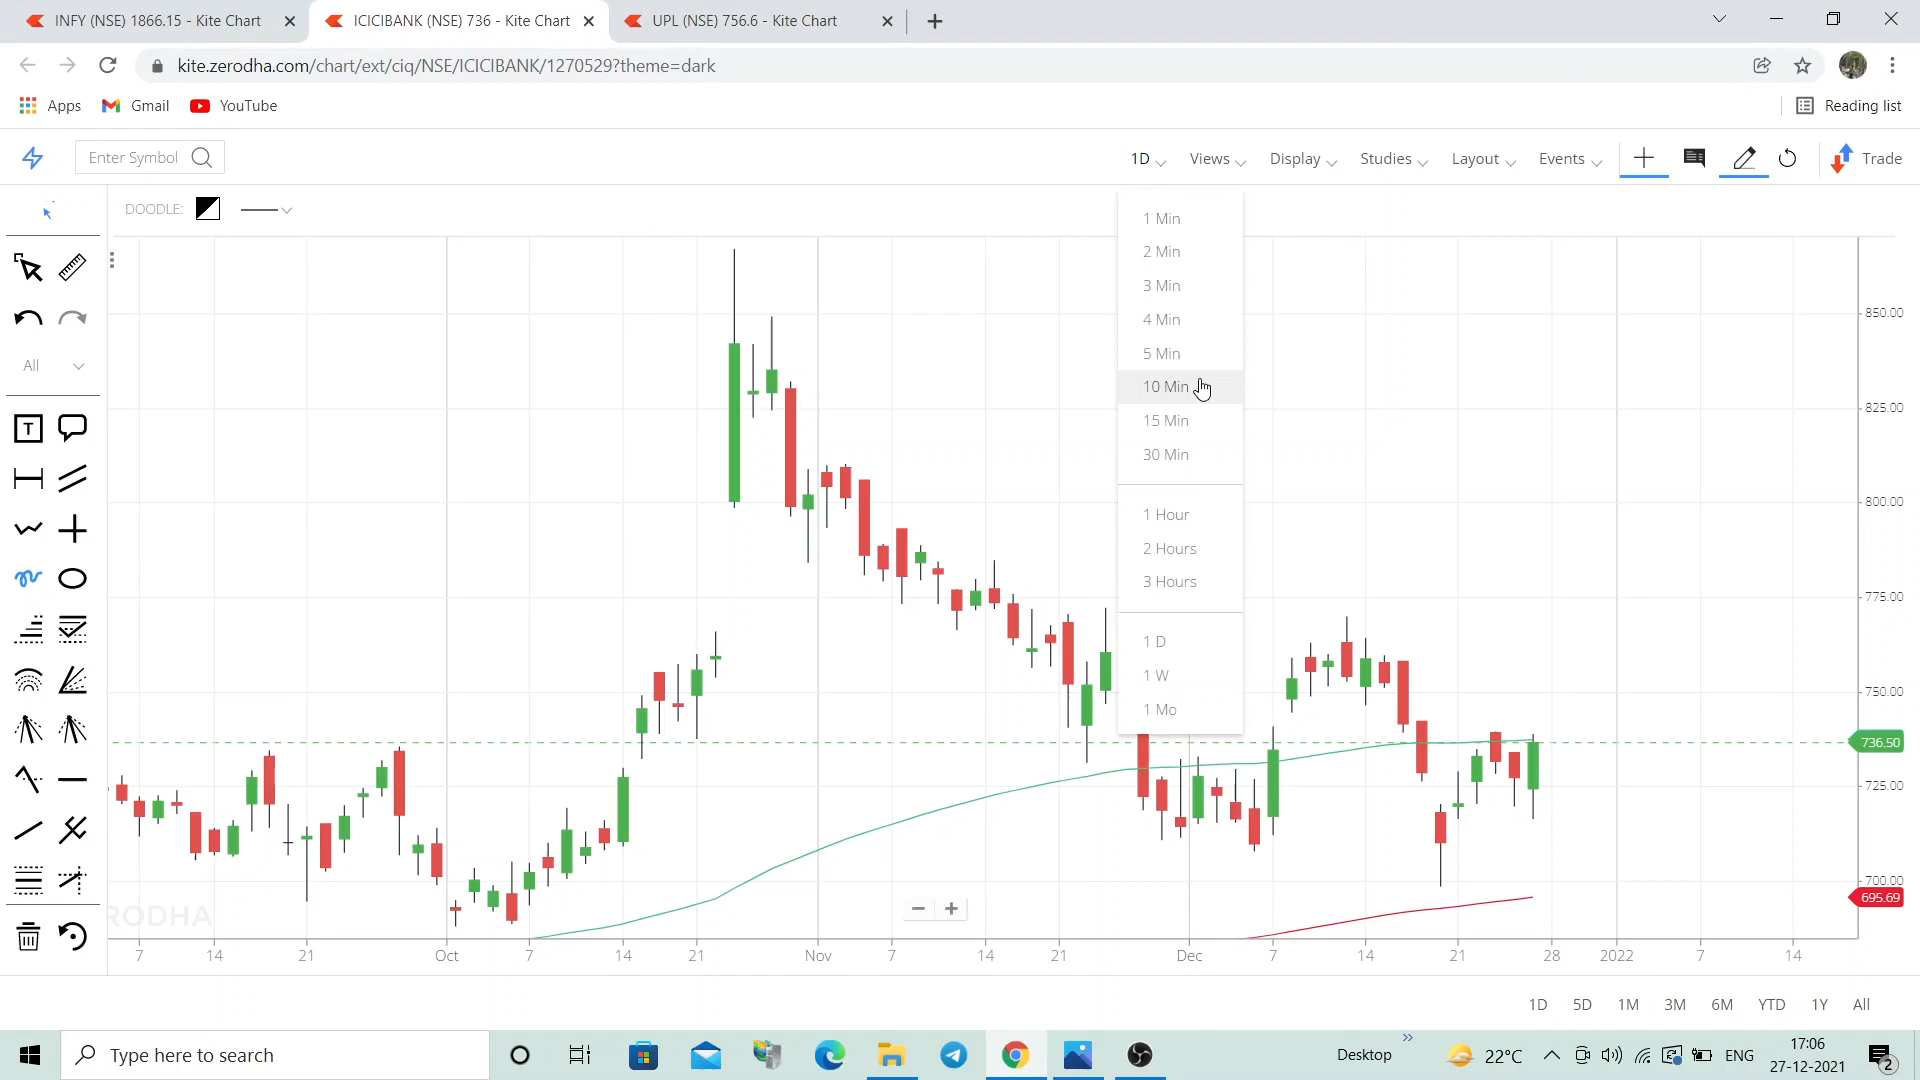 INFY (NSE) 1866.15 - Kite Chart
ICICIBANK (NSE) 736 - Kite Chart
UPL (NSE) 756.6 - Kite Chart
kite.zerodha.com/chart/ext/ciq/NSE/ICICIBANK/1270529?theme=dark
Apps
Gmail
YouTube
Reading list
Enter Symbol
1D
Views
Display
Studies
Layout
Events
Trade
DOODLE:
All
T
1 Min
2 Min
3 Min
4 Min
5 Min
10 Min
15 Min
30 Min
1 Hour
2 Hours
3 Hours
1 D
1 W
1 Mo
850.00
825.00
800.00
775.00
750.00
736.50
725.00
700.00
695.69
RODHA
7 14 21 Oct 7 14 21 Nov 7 14 21 Dec 7 14 21 28 2022 7 14
1D 5D 1M 3M 6M YTD 1Y All
Type here to search
Desktop
22°C
ENG
17:06
27-12-2021
2